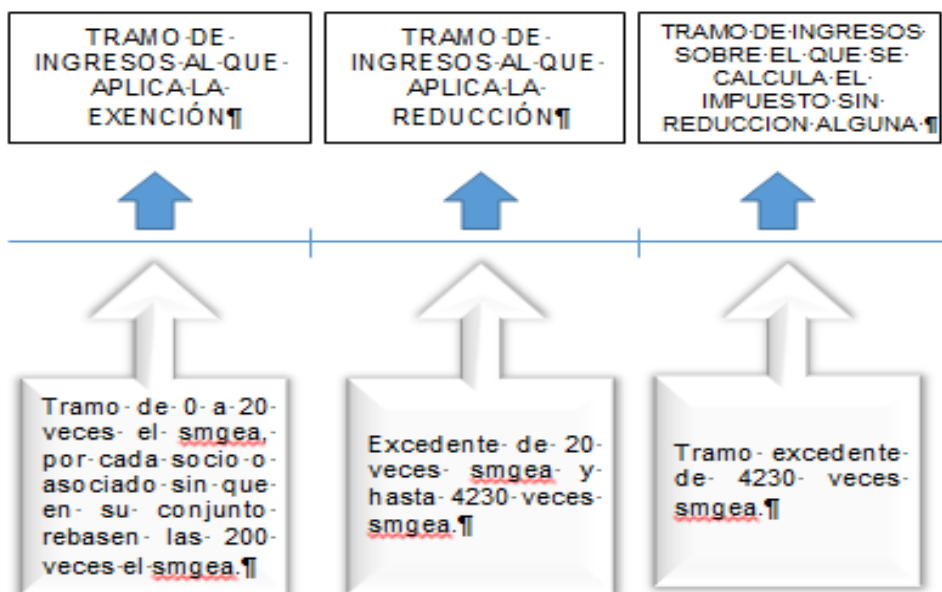 TRAMO DE
INGRESOS AL QUE
APLICA LA
EXENCIÓN¶
TRAMO DE
INGRESOS AL QUE
APLICA LA
REDUCCIÓN¶
TRAMO DE INGRESOS
SOBRE EL QUE SE
CALCULA EL
IMPUESTO SIN
REDUCCION ALGUNA ¶
Tramo de 0 a 20
veces el smgea,
por cada socio o
asociado sin que
en su conjunto
rebasen las 200
veces el smgea.¶
Excedente de 20
veces smgea y
hasta 4230 veces
smgea.¶
Tramo excedente
de 4230 veces
smgea.¶